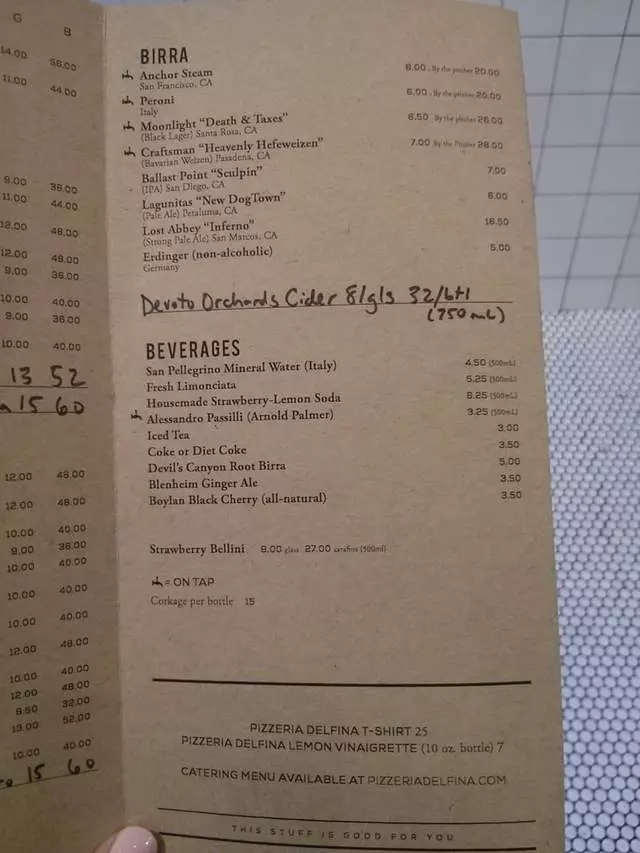 G B
14.00 56.00
11.00 44.00
9.00 36.00
11.00 44.00
12.00 48.00
12.00 48.00
9.00 36.00
10.00 40.00
9.00 36.00
10.00 40.00
13 52
15 60
12.00 48.00
12.00 48.00
10.00 40.00
9.00 36.00
10.00 40.00
10.00 40.00
10.00 40.00
12.00 48.00
10.00 40.00
12.00 48.00
8.50 32.00
13.00 52.00
10.00 40.00
15 60
BIRRA
Anchor Steam 6.00 . By the pitcher 20.00
San Francisco, CA
Peroni 6.00 . By the pitcher 20.00
Italy
Moonlight "Death & Taxes" 6.50 By the pitcher 26.00
(Black Lager) Santa Rosa, CA
Craftsman "Heavenly Hefeweizen" 7.00 By the Pitcher 28.00
(Bavarian Weizen) Pasadena, CA
Ballast Point "Sculpin" 7.00
(IPA) San Diego, CA
Lagunitas "New DogTown" 6.00
(Pale Ale) Petaluma, CA
Lost Abbey "Inferno" 18.50
(Strong Pale Ale) San Marcos, CA
Erdinger (non-alcoholic) 5.00
Germany
Devoto Orchards Cider 8/gls 32/btl
(750 mL)
BEVERAGES
San Pellegrino Mineral Water (Italy) 4.50 (500mL)
Fresh Limonciata 5.25 (500mL)
Housemade Strawberry-Lemon Soda 5.25 (500mL)
Alessandro Passilli (Arnold Palmer) 3.25 (500mL)
Iced Tea 3.00
Coke or Diet Coke 3.50
Devil's Canyon Root Birra 5.00
Blenheim Ginger Ale 3.50
Boylan Black Cherry (all-natural) 3.50
Strawberry Bellini 9.00 glass 27.00 caraffina (500ml)
= ON TAP
Corkage per bottle 15
PIZZERIA DELFINA T-SHIRT 25
PIZZERIA DELFINA LEMON VINAIGRETTE (10 oz. bottle) 7
CATERING MENU AVAILABLE AT PIZZERIADELFINA.COM
THIS STUFF IS GOOD FOR YOU